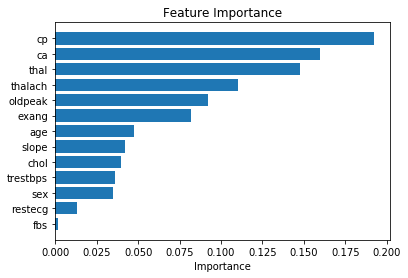 Feature Importance
cp
ca
thal
thalach
oldpeak
exang
age
slope
chol
trestbps
sex
restecg
fbs
0.000 0.025 0.050 0.075 0.100 0.125 0.150 0.175 0.200
Importance